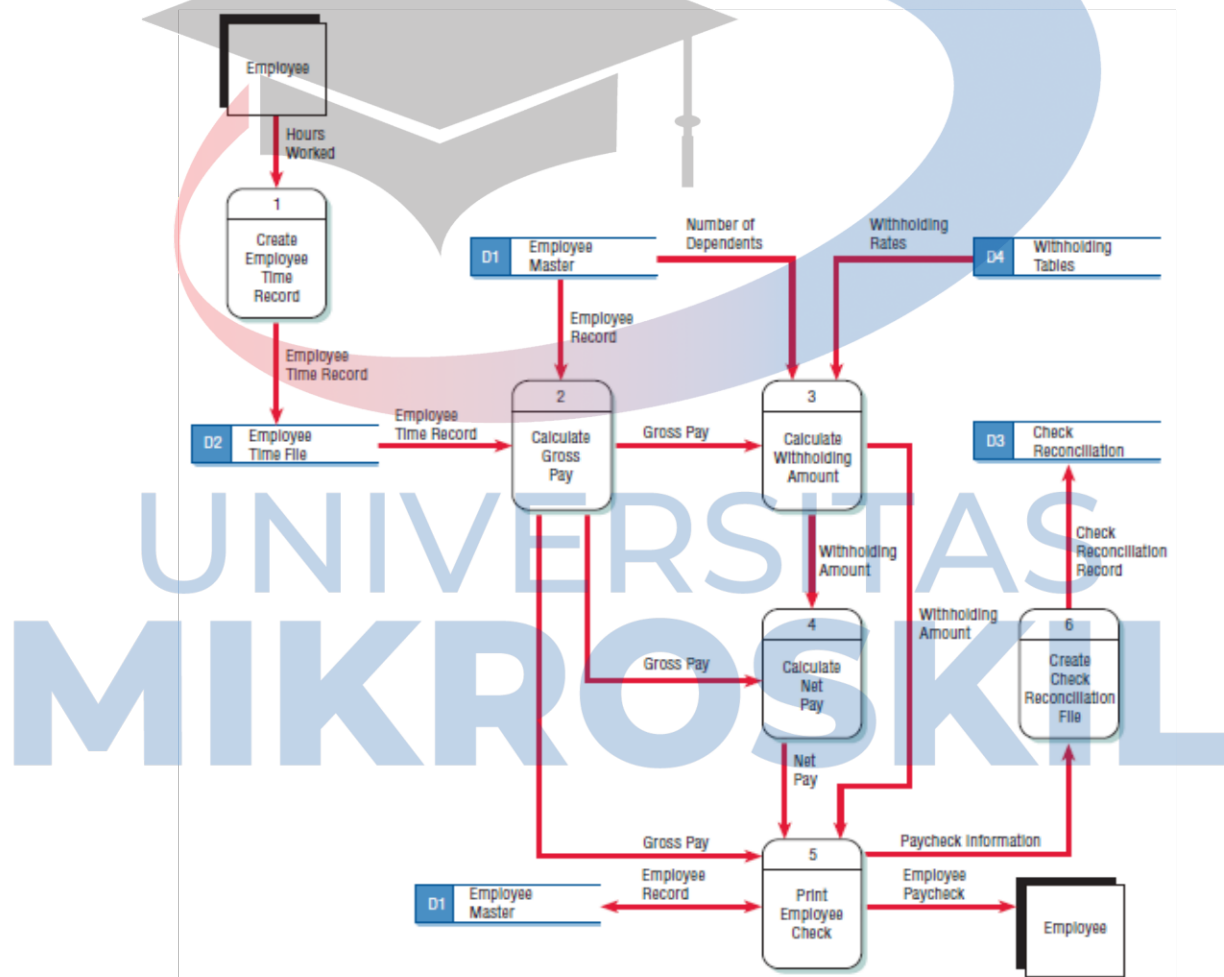 Employee
Hours
Worked
1
Create
Employee
Time
Record
Number of
Dependents
Withholding
Rates
D1
Employee
Master
D4
Withholding
Tables
Employee
Record
Employee
Time Record
2
Calculate
Gross
Pay
3
Calculate
Withholding
Amount
D2
Employee
Time File
Employee
Time Record
Gross Pay
D3
Check
Reconciliation
UNIVERSITAS
MIKROSKIL
Withholding
Amount
Check
Reconciliation
Record
4
Calculate
Net
Pay
Withholding
Amount
6
Create
Check
Reconciliation
File
Gross Pay
Net
Pay
Gross Pay
5
Print
Employee
Check
Paycheck Information
D1
Employee
Master
Employee
Record
Employee
Paycheck
Employee